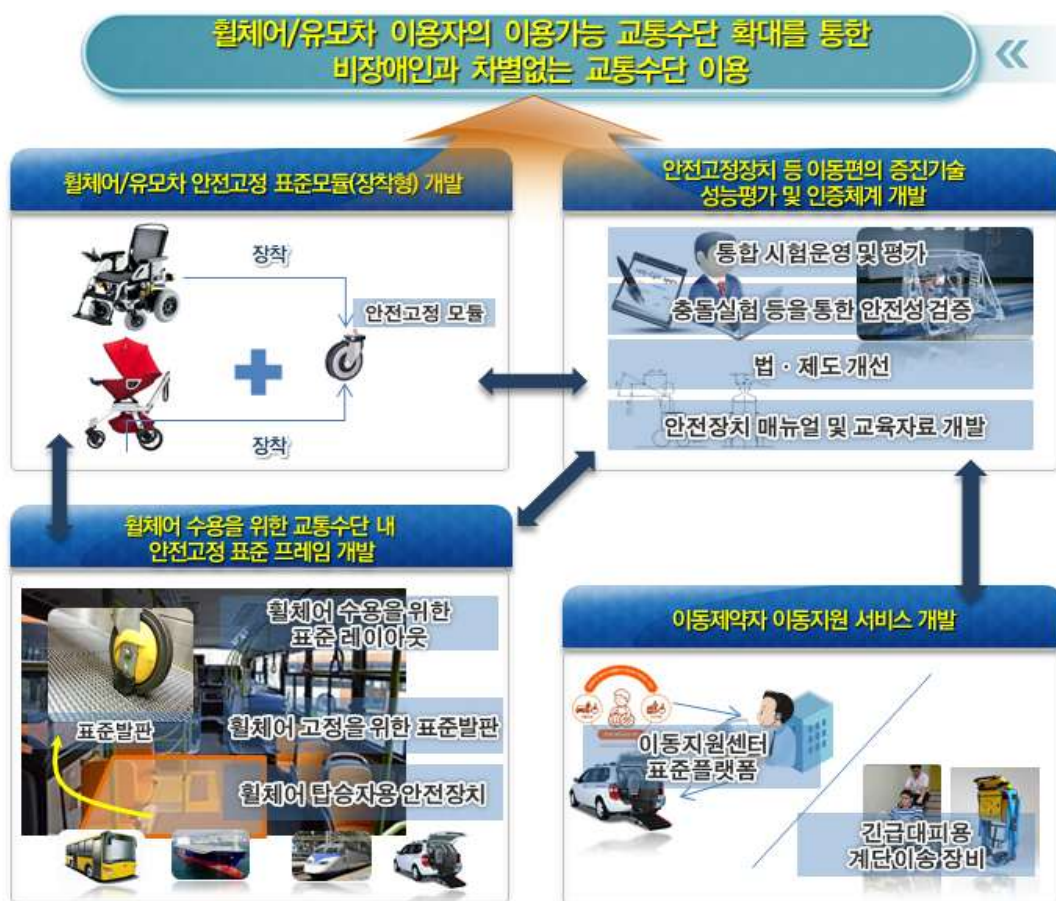 휠체어/유모차 이용자의 이용가능 교통수단 확대를 통한
비장애인과 차별없는 교통수단 이용
휠체어/유모차 안전고정 표준모듈(장착형) 개발
장착
안전고정 모듈
장착
안전고정장치 등 이동편의 증진기술
성능평가 및 인증체계 개발
통합 시험운영 및 평가
충돌실험 등을 통한 안전성 검증
법·제도 개선
안전장치 매뉴얼 및 교육자료 개발
휠체어 수용을 위한 교통수단 내
안전고정 표준 프레임 개발
휠체어 수용을 위한
표준 레이아웃
표준발판
휠체어 고정을 위한 표준발판
휠체어 탑승자용 안전장치
이동제약자 이동지원 서비스 개발
이동지원센터
표준플랫폼
긴급대피용
계단이송 장비